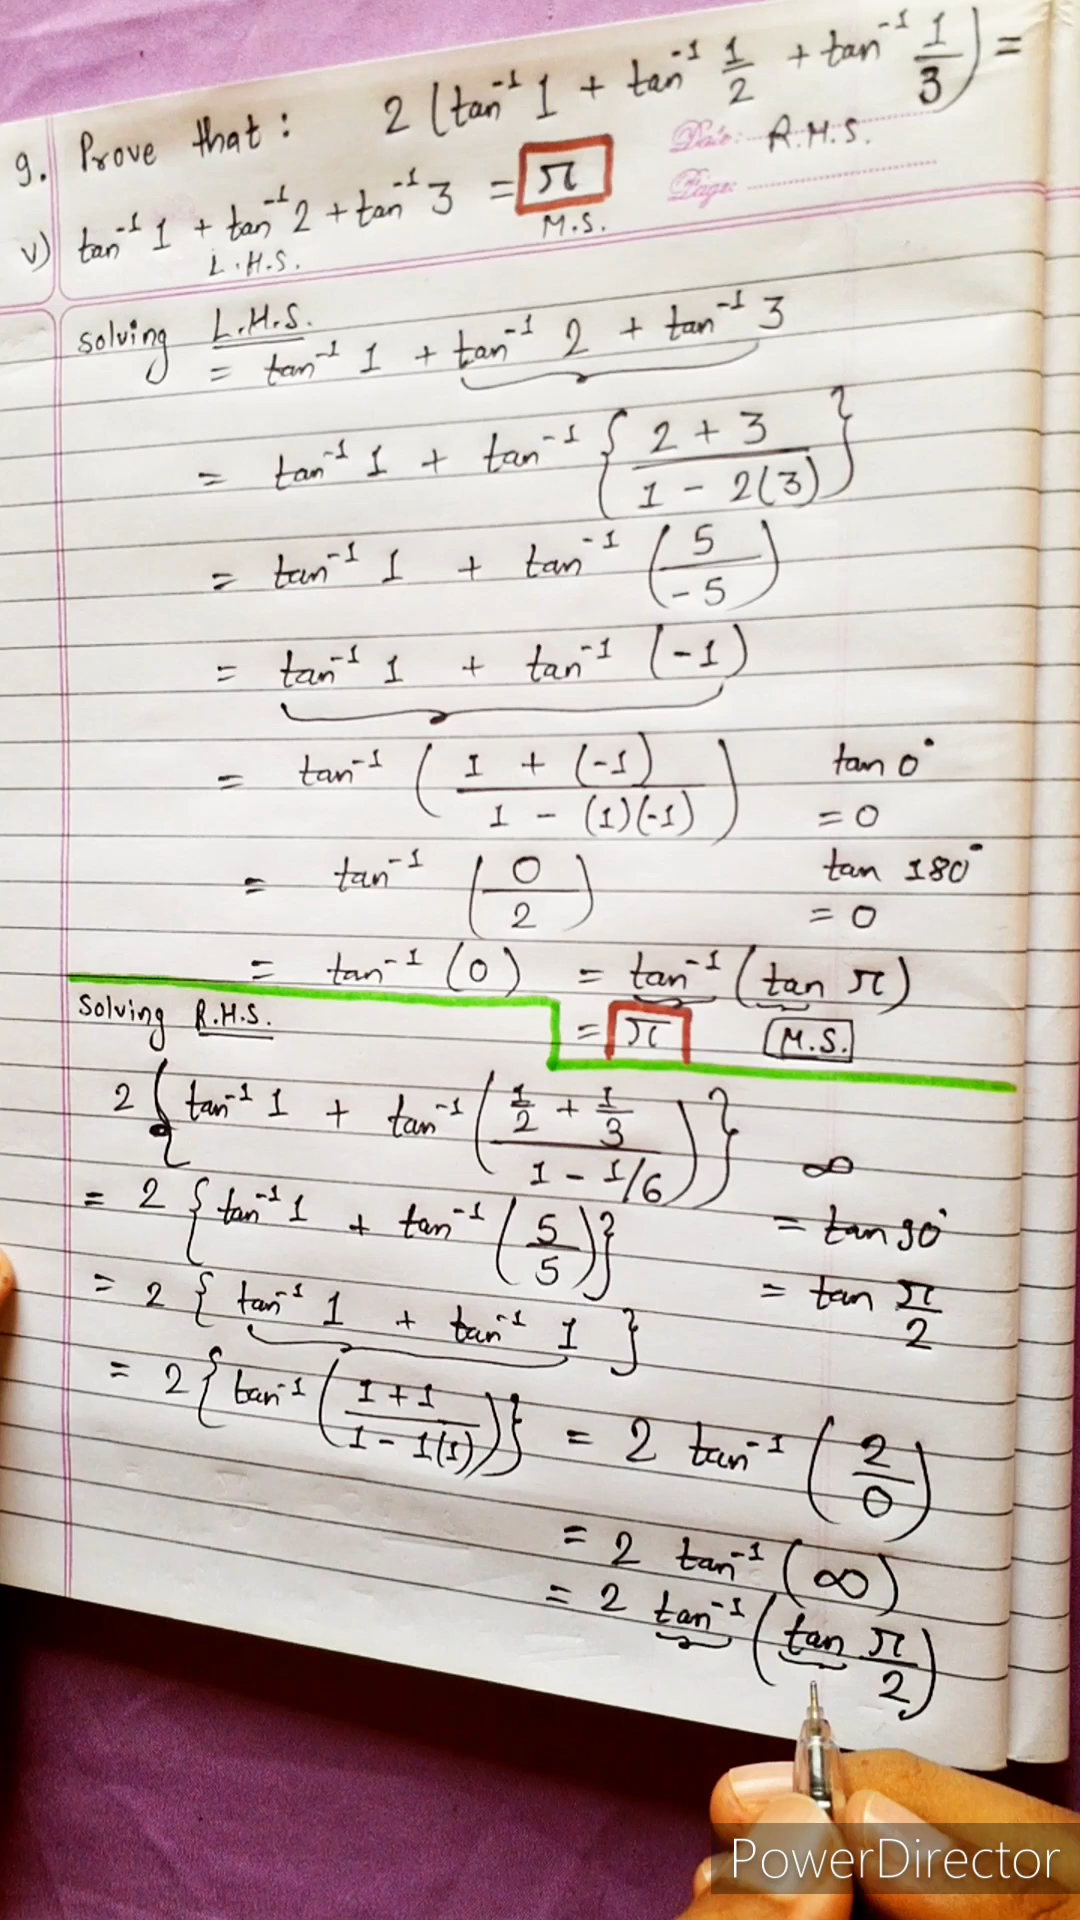 9. Prove that : 2 (tan⁻¹ 1 + tan⁻¹ 1/2 + tan⁻¹ 1/3) =
Date: R.H.S.
v) tan⁻¹ 1 + tan⁻¹ 2 + tan⁻¹ 3 = π
Page:
L.H.S. M.S.
solving L.H.S.
= tan⁻¹ 1 + tan⁻¹ 2 + tan⁻¹ 3
= tan⁻¹ 1 + tan⁻¹ { (2 + 3)/(1 - 2(3)) }
= tan⁻¹ 1 + tan⁻¹ (5/-5)
= tan⁻¹ 1 + tan⁻¹ (-1)
= tan⁻¹ ( (1 + (-1))/(1 - (1)(-1)) ) tan 0°
= 0
= tan⁻¹ (0/2) tan 180°
= 0
= tan⁻¹ (0) = tan⁻¹ (tan π)
= π M.S.
Solving R.H.S.
2 { tan⁻¹ 1 + tan⁻¹ ( (1/2 + 1/3)/(1 - 1/6) ) } ∞
= 2 { tan⁻¹ 1 + tan⁻¹ (5/5) } = tan 90°
= 2 { tan⁻¹ 1 + tan⁻¹ 1 } = tan π/2
= 2 { tan⁻¹ ( (1 + 1)/(1 - 1(1)) ) } = 2 tan⁻¹ (2/0)
= 2 tan⁻¹ (∞)
= 2 tan⁻¹ (tan π/2)
PowerDirector